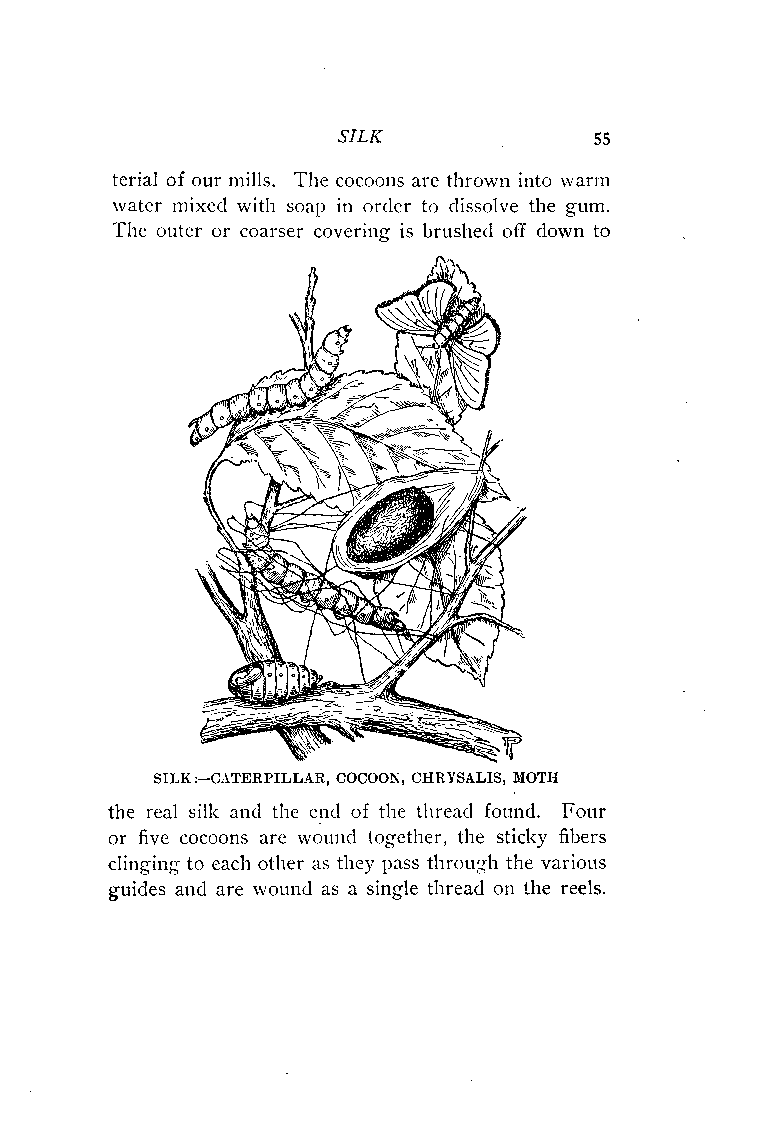 SILK 55
terial of our mills. The cocoons are thrown into warm
water mixed with soap in order to dissolve the gum.
The outer or coarser covering is brushed off down to
SILK:—CATERPILLAR, COCOON, CHRYSALIS, MOTH
the real silk and the end of the thread found. Four
or five cocoons are wound together, the sticky fibers
clinging to each other as they pass through the various
guides and are wound as a single thread on the reels.